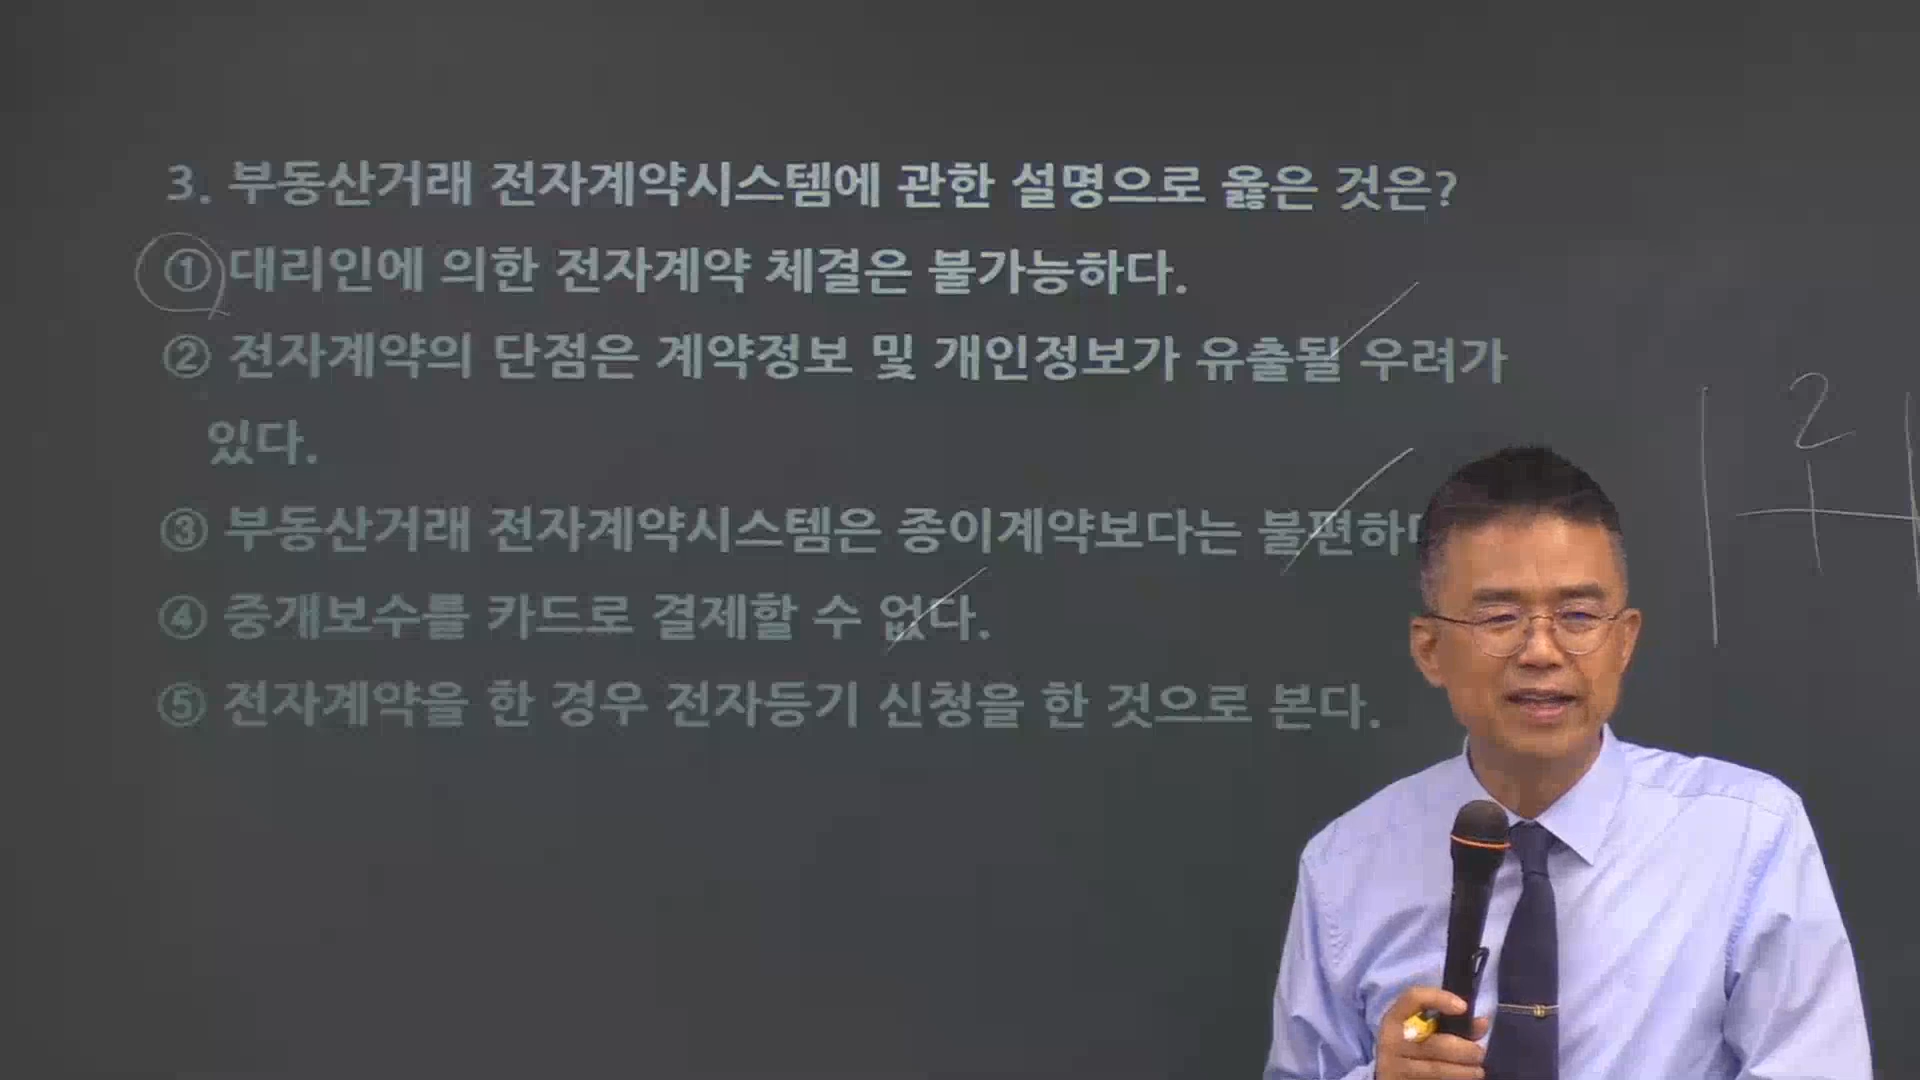 3. 부동산거래 전자계약시스템에 관한 설명으로 옳은 것은?
① 대리인에 의한 전자계약 체결은 불가능하다.
② 전자계약의 단점은 계약정보 및 개인정보가 유출될 우려가
있다.
③ 부동산거래 전자계약시스템은 종이계약보다는 불편하
④ 중개보수를 카드로 결제할 수 없다.
⑤ 전자계약을 한 경우 전자등기 신청을 한 것으로 본다.
2